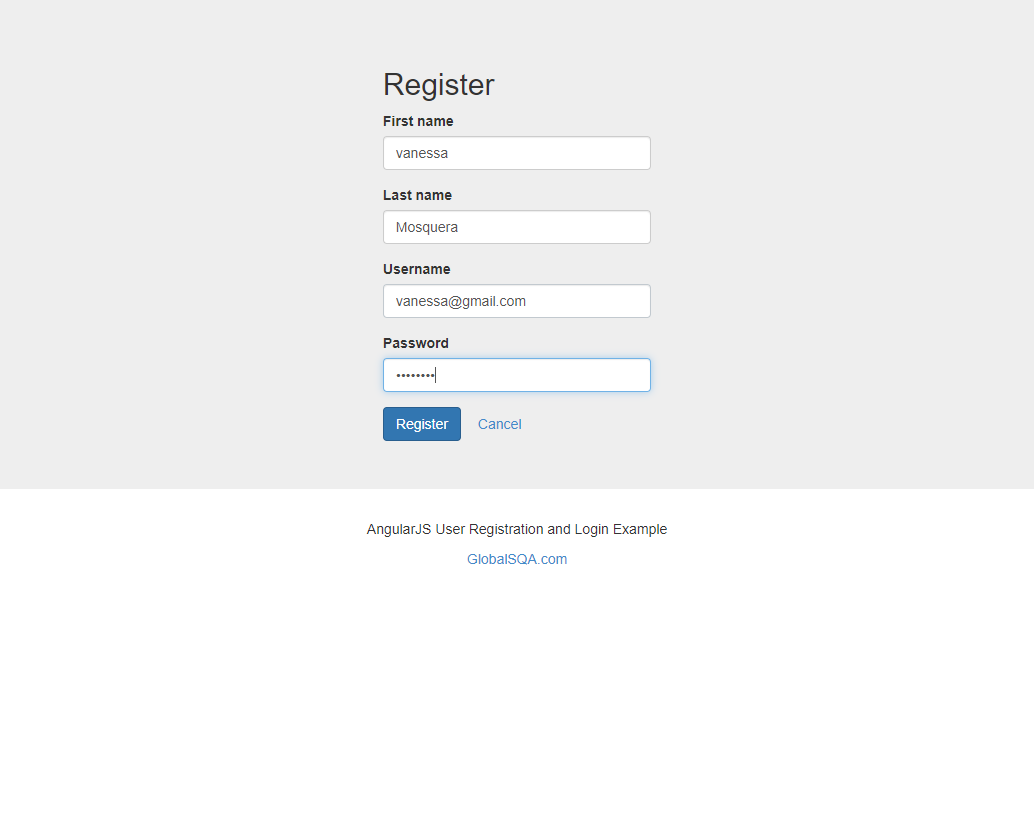 Register
First name
vanessa
Last name
Mosquera
Username
vanessa@gmail.com
Password
••••••••
Register Cancel
AngularJS User Registration and Login Example
GlobalSQA.com